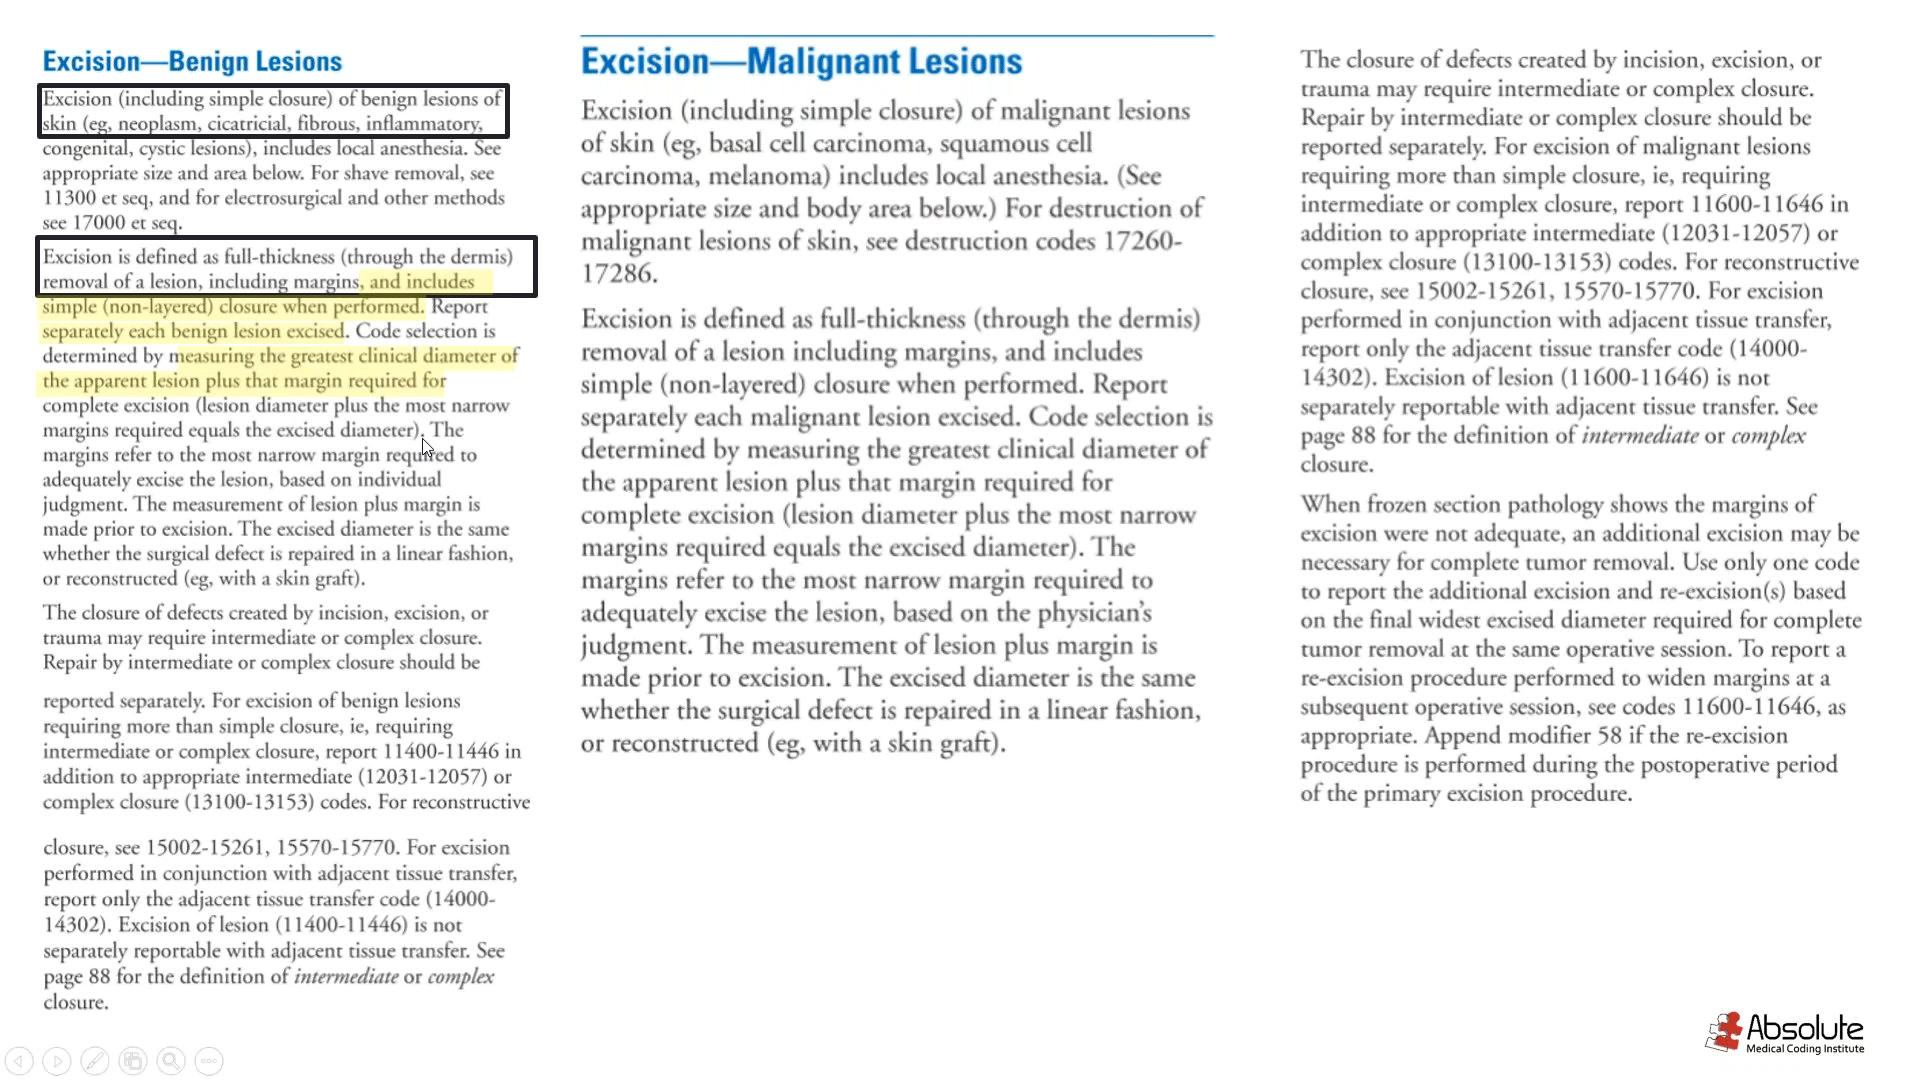 Excision—Benign Lesions
Excision (including simple closure) of benign lesions of
skin (eg, neoplasm, cicatricial, fibrous, inflammatory,
congenital, cystic lesions), includes local anesthesia. See
appropriate size and area below. For shave removal, see
11300 et seq, and for electrosurgical and other methods
see 17000 et seq.
Excision is defined as full-thickness (through the dermis)
removal of a lesion, including margins, and includes
simple (non-layered) closure when performed. Report
separately each benign lesion excised. Code selection is
determined by measuring the greatest clinical diameter of
the apparent lesion plus that margin required for
complete excision (lesion diameter plus the most narrow
margins required equals the excised diameter). The
margins refer to the most narrow margin required to
adequately excise the lesion, based on individual
judgment. The measurement of lesion plus margin is
made prior to excision. The excised diameter is the same
whether the surgical defect is repaired in a linear fashion,
or reconstructed (eg, with a skin graft).
The closure of defects created by incision, excision, or
trauma may require intermediate or complex closure.
Repair by intermediate or complex closure should be
reported separately. For excision of benign lesions
requiring more than simple closure, ie, requiring
intermediate or complex closure, report 11400-11446 in
addition to appropriate intermediate (12031-12057) or
complex closure (13100-13153) codes. For reconstructive
closure, see 15002-15261, 15570-15770. For excision
performed in conjunction with adjacent tissue transfer,
report only the adjacent tissue transfer code (14000-
14302). Excision of lesion (11400-11446) is not
separately reportable with adjacent tissue transfer. See
page 88 for the definition of intermediate or complex
closure.
Excision—Malignant Lesions
Excision (including simple closure) of malignant lesions
of skin (eg, basal cell carcinoma, squamous cell
carcinoma, melanoma) includes local anesthesia. (See
appropriate size and body area below.) For destruction of
malignant lesions of skin, see destruction codes 17260-
17286.
Excision is defined as full-thickness (through the dermis)
removal of a lesion including margins, and includes
simple (non-layered) closure when performed. Report
separately each malignant lesion excised. Code selection is
determined by measuring the greatest clinical diameter of
the apparent lesion plus that margin required for
complete excision (lesion diameter plus the most narrow
margins required equals the excised diameter). The
margins refer to the most narrow margin required to
adequately excise the lesion, based on the physician's
judgment. The measurement of lesion plus margin is
made prior to excision. The excised diameter is the same
whether the surgical defect is repaired in a linear fashion,
or reconstructed (eg, with a skin graft).
The closure of defects created by incision, excision, or
trauma may require intermediate or complex closure.
Repair by intermediate or complex closure should be
reported separately. For excision of malignant lesions
requiring more than simple closure, ie, requiring
intermediate or complex closure, report 11600-11646 in
addition to appropriate intermediate (12031-12057) or
complex closure (13100-13153) codes. For reconstructive
closure, see 15002-15261, 15570-15770. For excision
performed in conjunction with adjacent tissue transfer,
report only the adjacent tissue transfer code (14000-
14302). Excision of lesion (11600-11646) is not
separately reportable with adjacent tissue transfer. See
page 88 for the definition of intermediate or complex
closure.
When frozen section pathology shows the margins of
excision were not adequate, an additional excision may be
necessary for complete tumor removal. Use only one code
to report the additional excision and re-excision(s) based
on the final widest excised diameter required for complete
tumor removal at the same operative session. To report a
re-excision procedure performed to widen margins at a
subsequent operative session, see codes 11600-11646, as
appropriate. Append modifier 58 if the re-excision
procedure is performed during the postoperative period
of the primary excision procedure.
Absolute
Medical Coding Institute